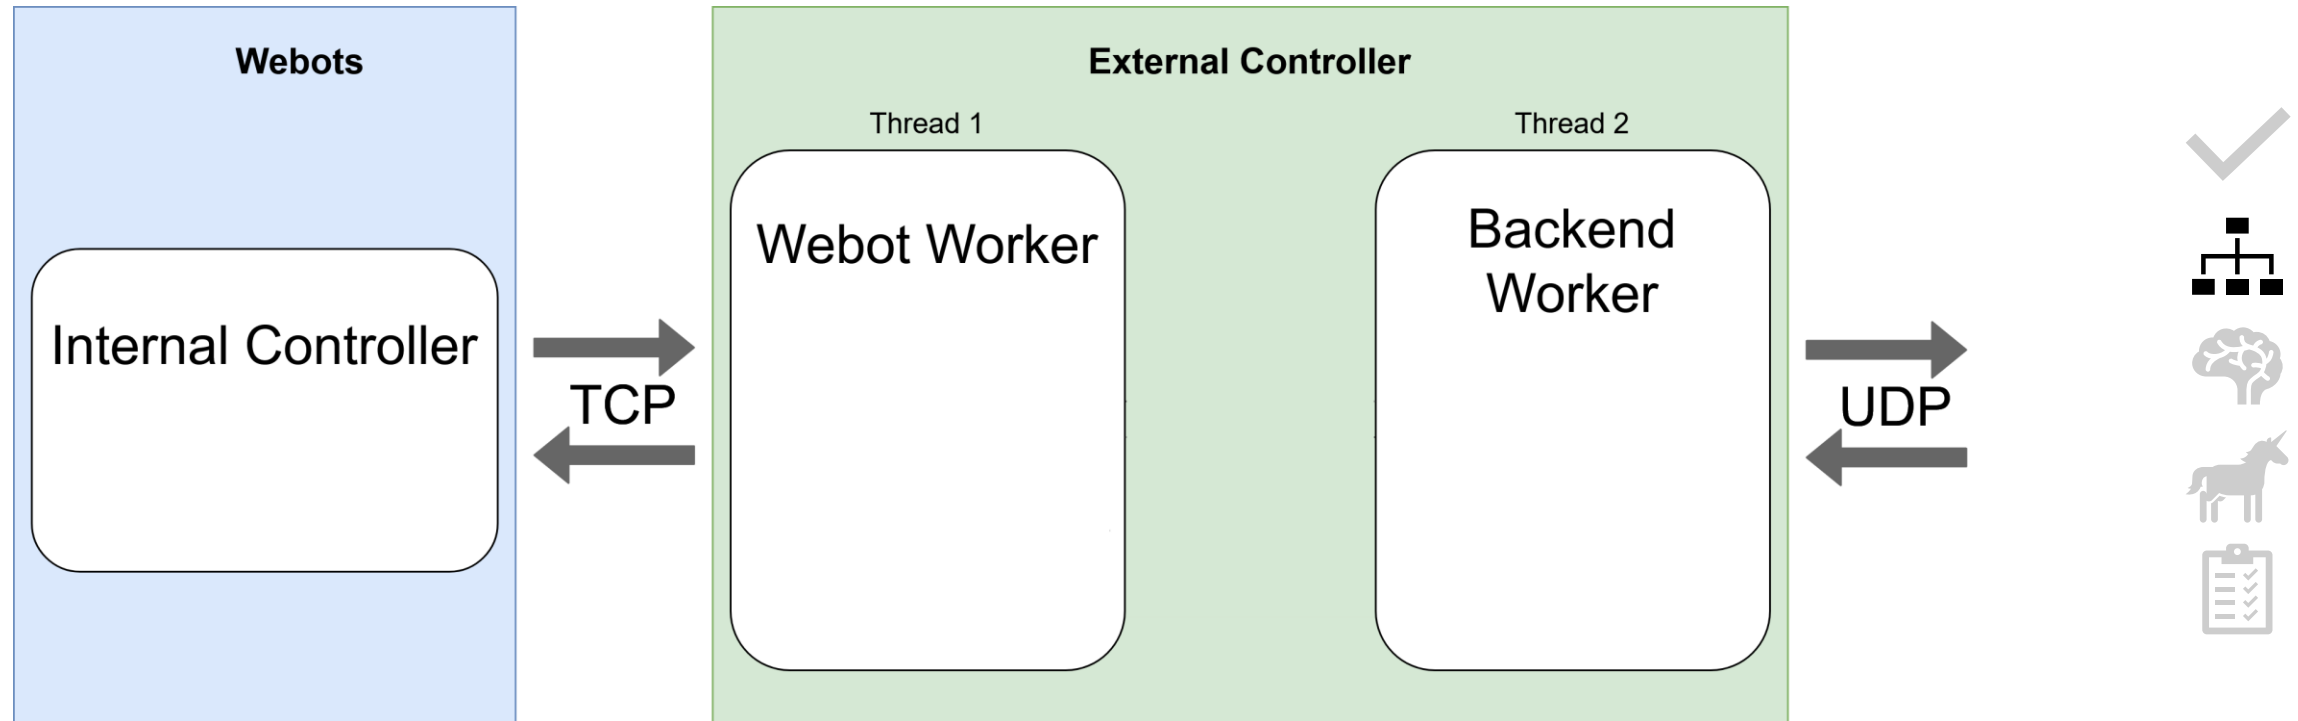 Webots
Internal Controller
TCP
External Controller
Thread 1
Webot Worker
Thread 2
Backend
Worker
UDP